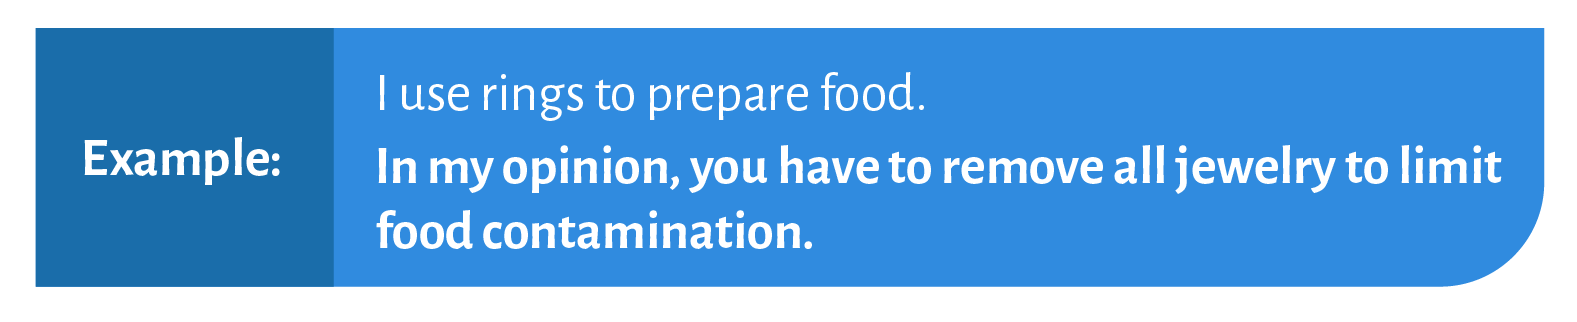 Example:
I use rings to prepare food.
In my opinion, you have to remove all jewelry to limit
food contamination.